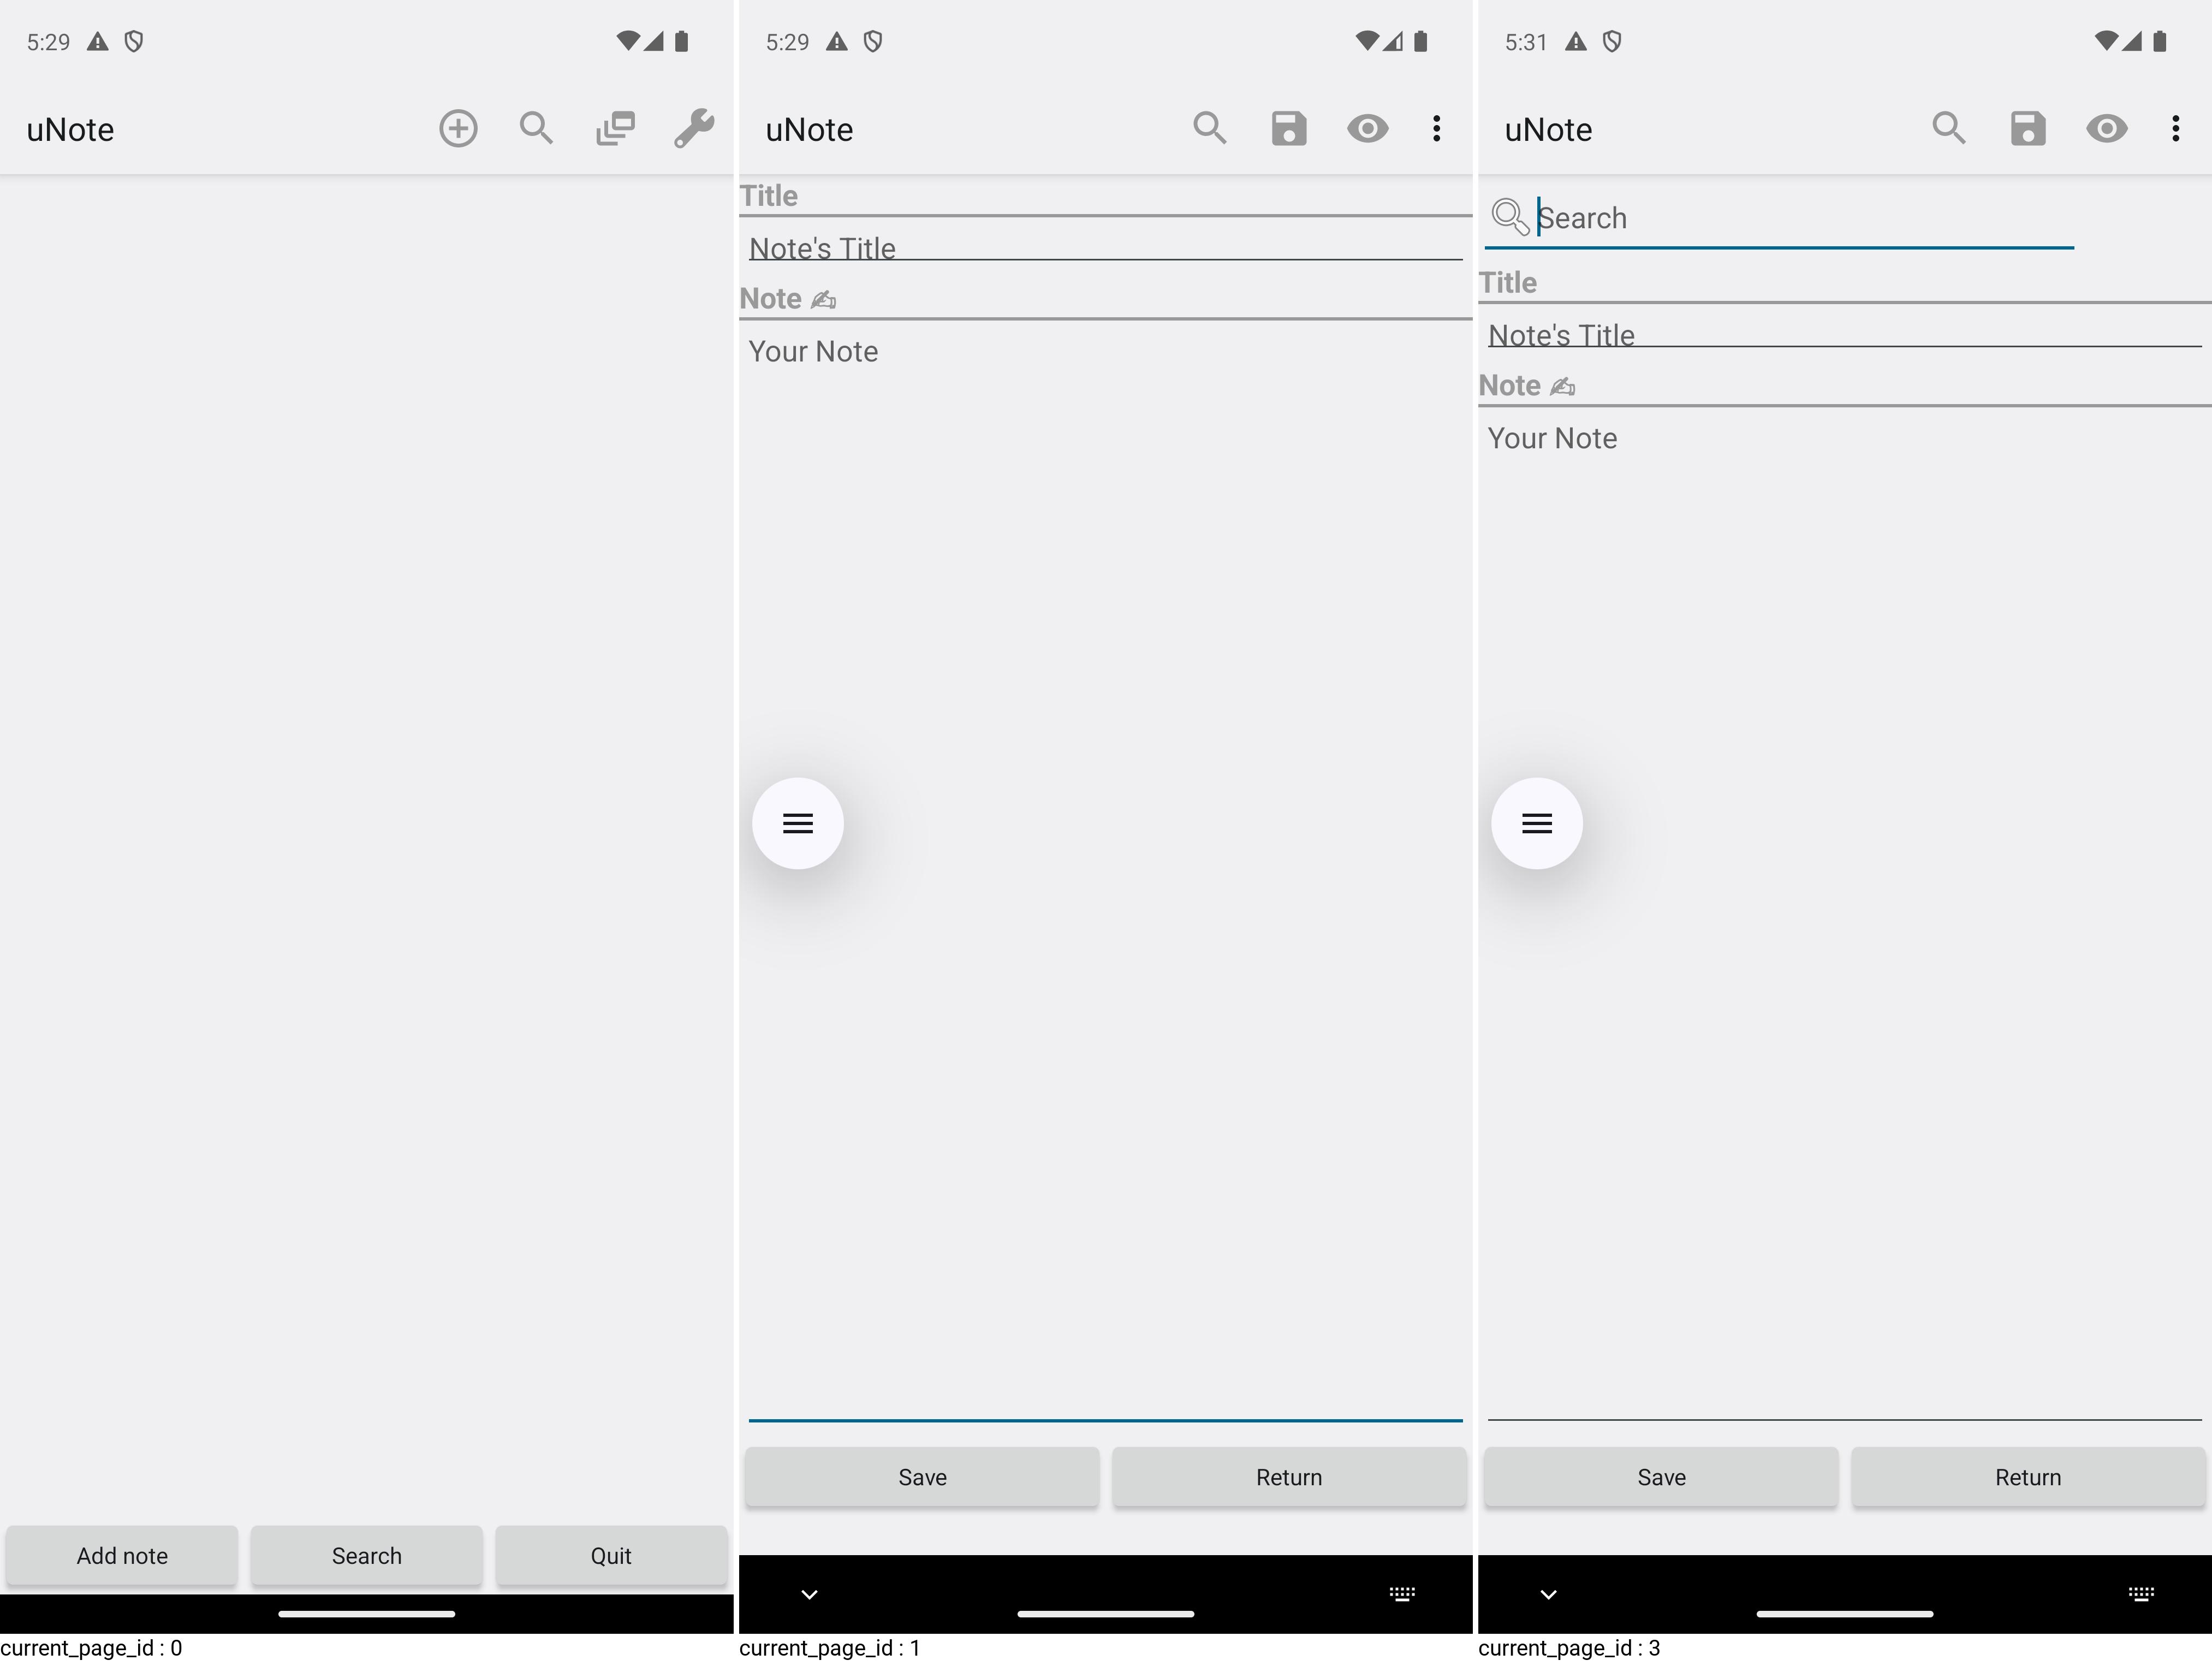 5:29
uNote
Add note
Search
Quit
current_page_id : 0
5:29
uNote
Title
Note's Title
Note
Your Note
Save
Return
current_page_id : 1
5:31
uNote
Search
Title
Note's Title
Note
Your Note
Save
Return
current_page_id : 3